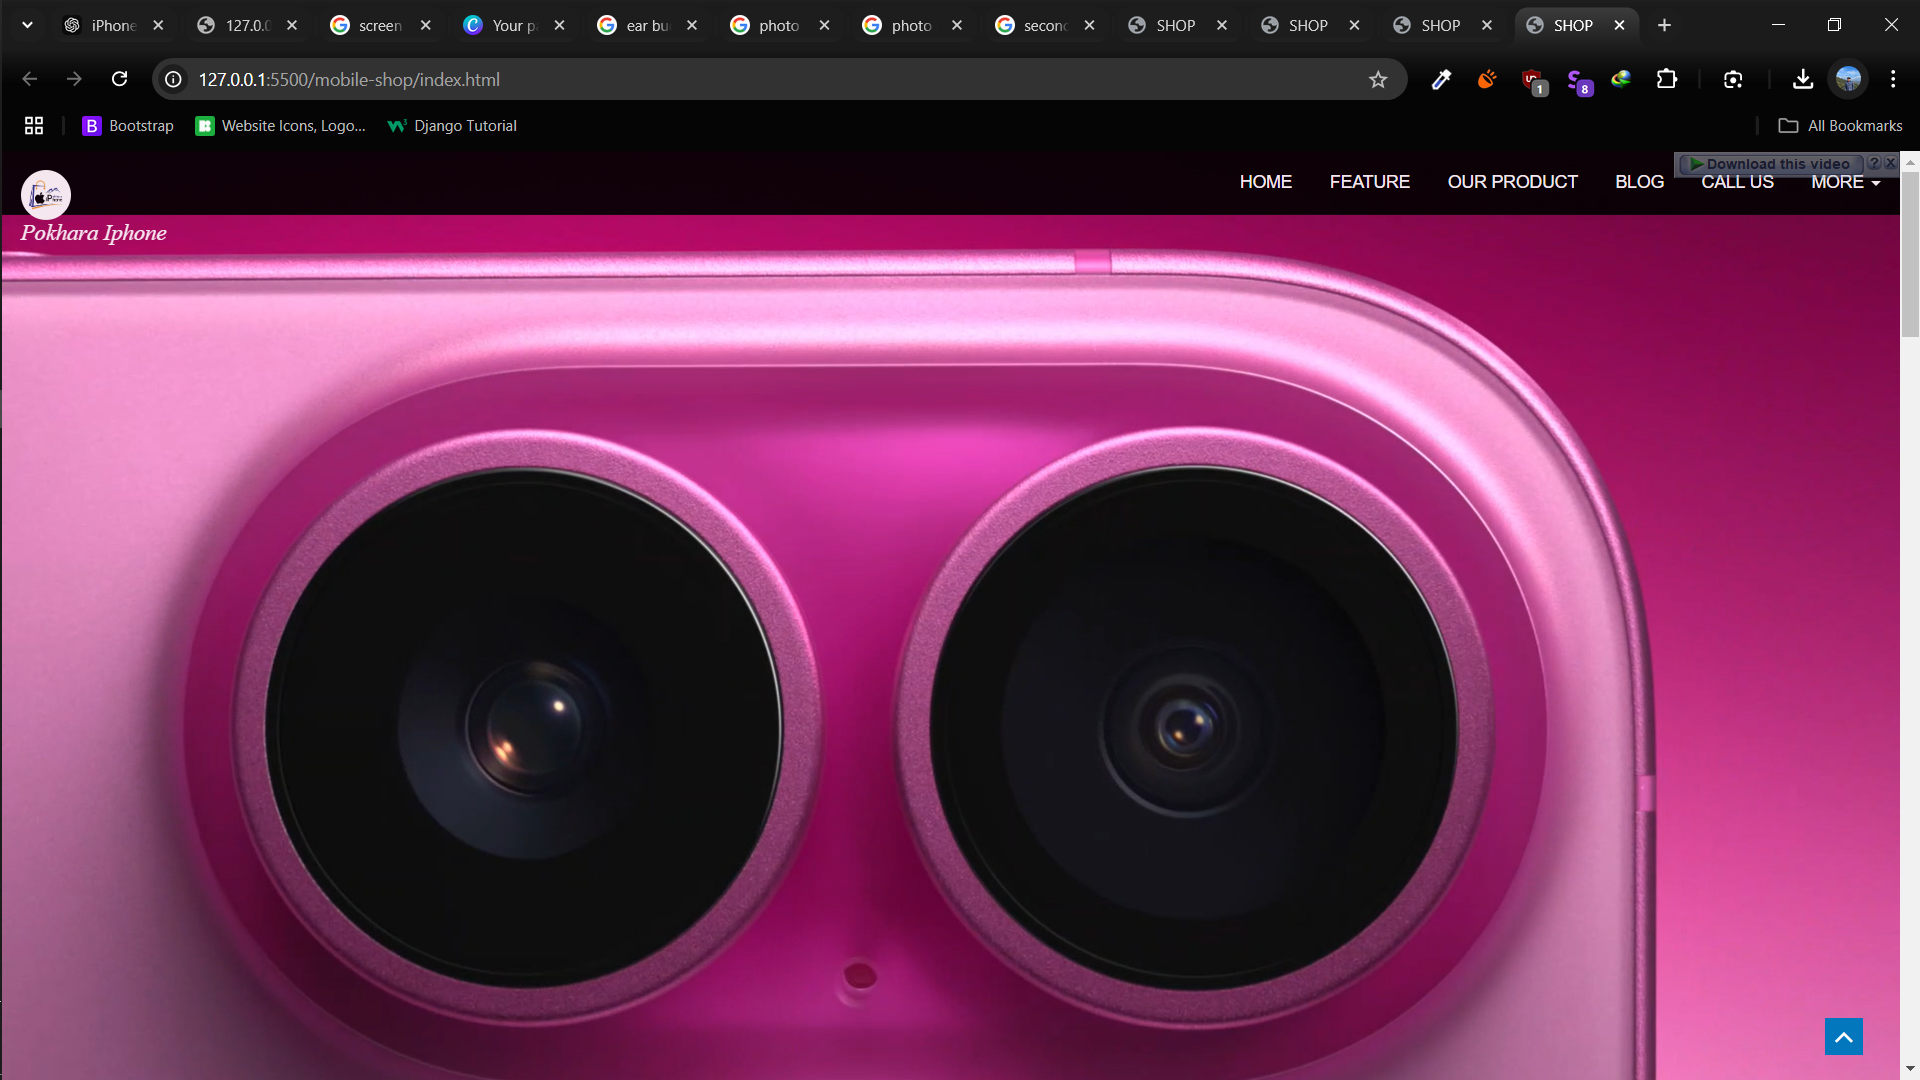 iPhone
127.0.0
screen
Your p
ear bu
photo
photo
secon
SHOP
SHOP
SHOP
SHOP
127.0.0.1:5500/mobile-shop/index.html
1
8
B Bootstrap
Website Icons, Logo...
Django Tutorial
All Bookmarks
Download this video ? x
HOME
FEATURE
OUR PRODUCT
BLOG
CALL US
MORE
Pokhara Iphone